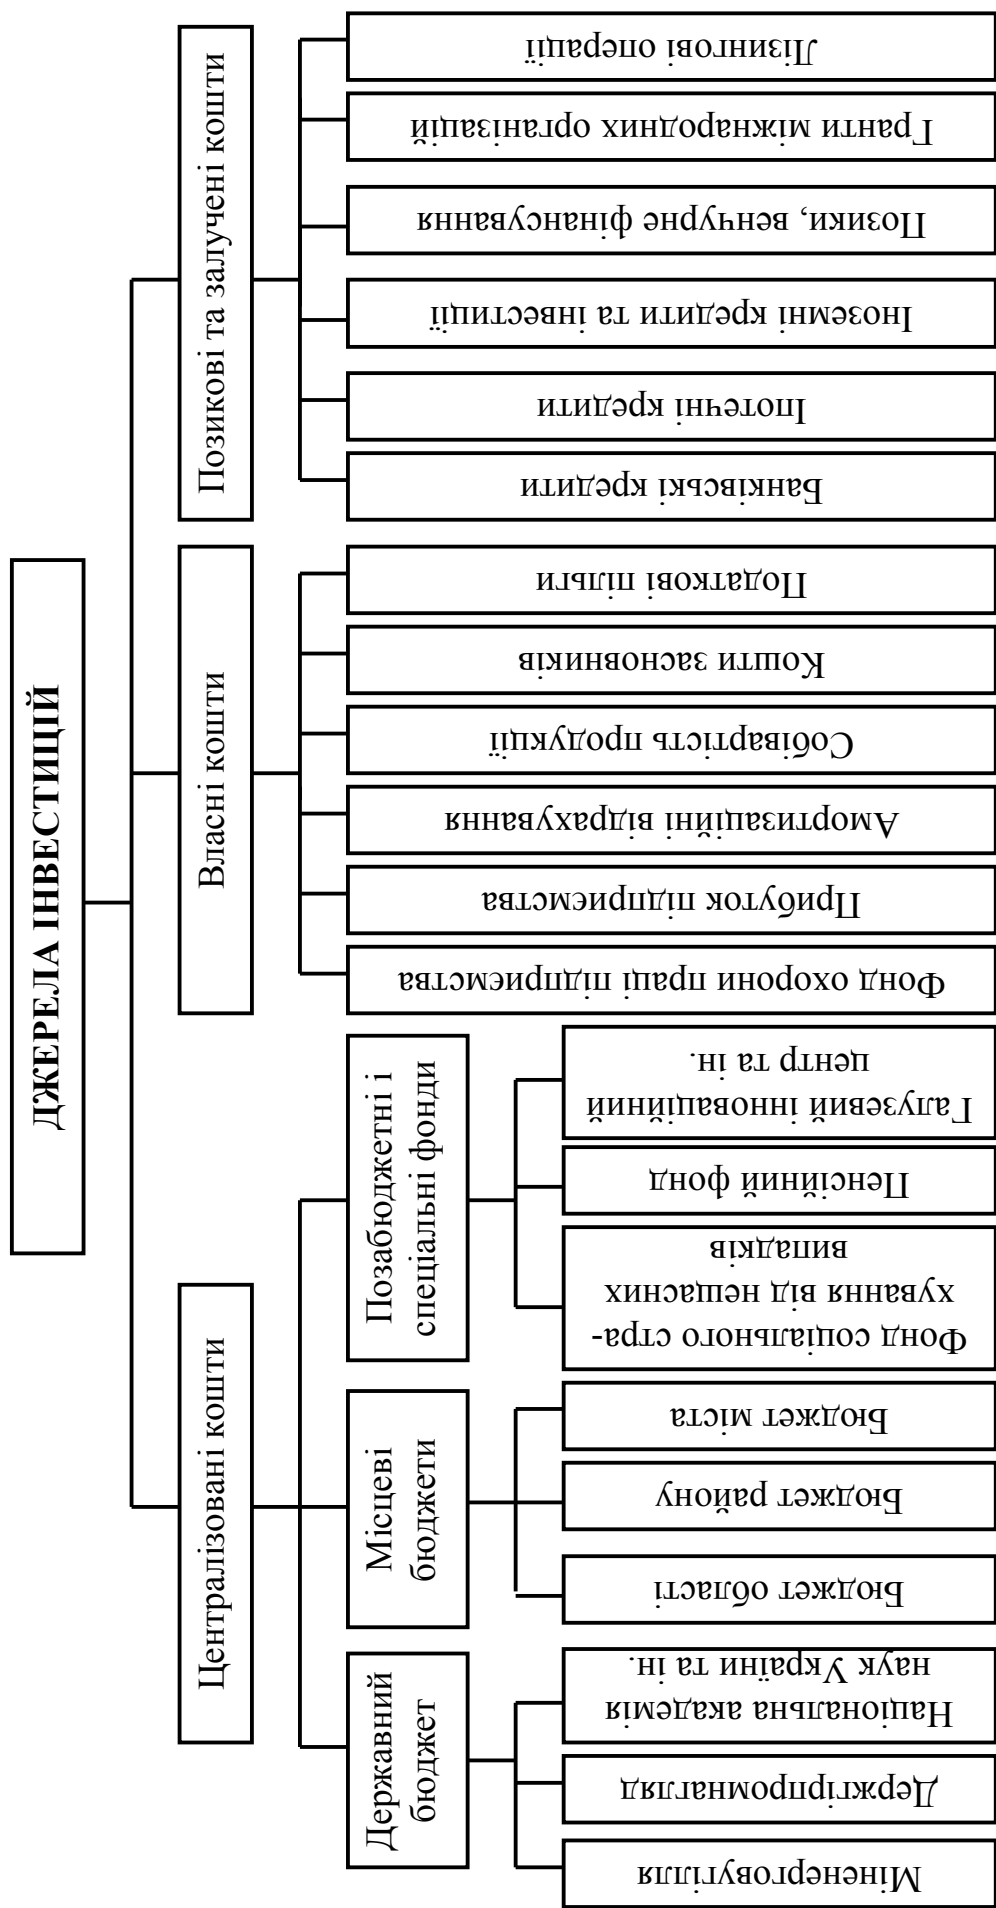 ДЖЕРЕЛА ІНВЕСТИЦІЙ
Централізовані кошти
Власні кошти
Позикові та залучені кошти
Державний
бюджет
Місцеві
бюджети
Позабюджетні і
спеціальні фонди
Міненерговугілля
Держгірпромнагляд
Національна академія
наук України та ін.
Бюджет області
Бюджет району
Бюджет міста
Фонд соціального стра-
хування від нещасних
випадків
Пенсійний фонд
Галузевий інноваційний
центр та ін.
Фонд охорони праці підприємства
Прибуток підприємства
Амортизаційні відрахування
Собівартість продукції
Кошти засновників
Податкові пільги
Банківські кредити
Іпотечні кредити
Іноземні кредити та інвестиції
Позики, венчурне фінансування
Гранти міжнародних організацій
Лізингові операції